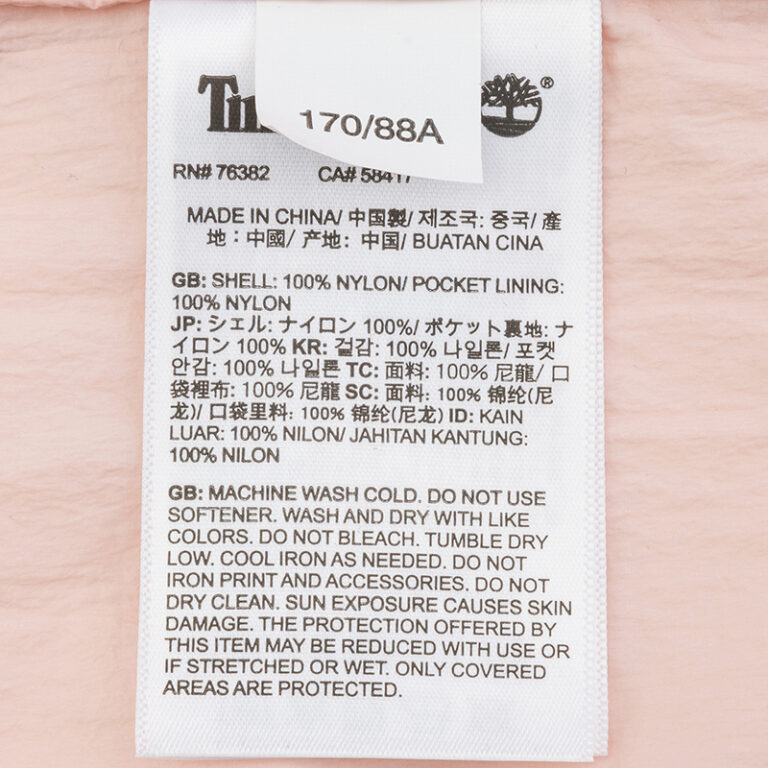 170/88A
®
RN# 76382 CA# 58417
MADE IN CHINA/ 中国製/ 제조국: 중국/ 產
地：中國/ 产地：中国/ BUATAN CINA
GB: SHELL: 100% NYLON/ POCKET LINING:
100% NYLON
JP: シェル: ナイロン 100%/ ポケット裏地: ナ
イロン 100% KR: 겉감: 100% 나일론/ 포켓
안감: 100% 나일론 TC: 面料: 100% 尼龍/ 口
袋裡布: 100% 尼龍 SC: 面料: 100% 锦纶(尼
龙)/ 口袋里料: 100% 锦纶(尼龙) ID: KAIN
LUAR: 100% NILON/ JAHITAN KANTUNG:
100% NILON
GB: MACHINE WASH COLD. DO NOT USE
SOFTENER. WASH AND DRY WITH LIKE
COLORS. DO NOT BLEACH. TUMBLE DRY
LOW. COOL IRON AS NEEDED. DO NOT
IRON PRINT AND ACCESSORIES. DO NOT
DRY CLEAN. SUN EXPOSURE CAUSES SKIN
DAMAGE. THE PROTECTION OFFERED BY
THIS ITEM MAY BE REDUCED WITH USE OR
IF STRETCHED OR WET. ONLY COVERED
AREAS ARE PROTECTED.